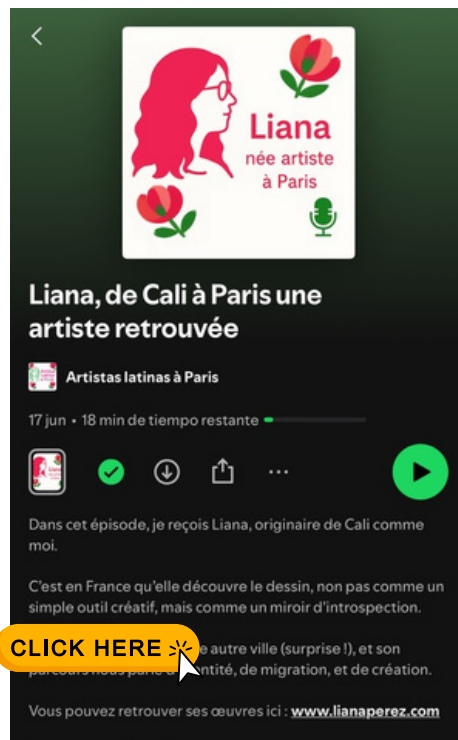 Liana
née artiste
à Paris
Liana, de Cali à Paris une
artiste retrouvée
Artistas latinas à Paris
17 jun • 18 min de tiempo restante
Dans cet épisode, je reçois Liana, originaire de Cali comme
moi.
C'est en France qu'elle découvre le dessin, non pas comme un
simple outil créatif, mais comme un miroir d'introspection.
CLICK HERE
e autre ville (surprise !), et son
entité, de migration, et de création.
Vous pouvez retrouver ses œuvres ici : www.lianaperez.com